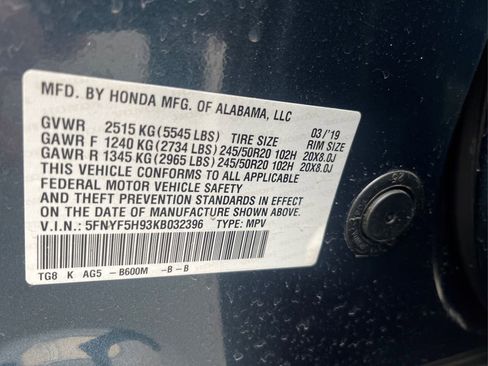 MFD. BY HONDA MFG. OF ALABAMA, LLC
GVWR 2515 KG (5545 LBS) TIRE SIZE 03/'19 RIM SIZE
GAWR F 1240 KG (2734 LBS) 245/50R20 102H 20X8.0J
GAWR R 1345 KG (2965 LBS) 245/50R20 102H 20X8.0J
THIS VEHICLE CONFORMS TO ALL APPLICABLE
FEDERAL MOTOR VEHICLE SAFETY
AND THEFT PREVENTION STANDARDS IN EFFECT
ON THE DATE OF MANUFACTURE SHOWN ABOVE.
V.I.N.: 5FNYF5H93KB032396 TYPE: MPV
TG8 K AG5 -B600M -B -B